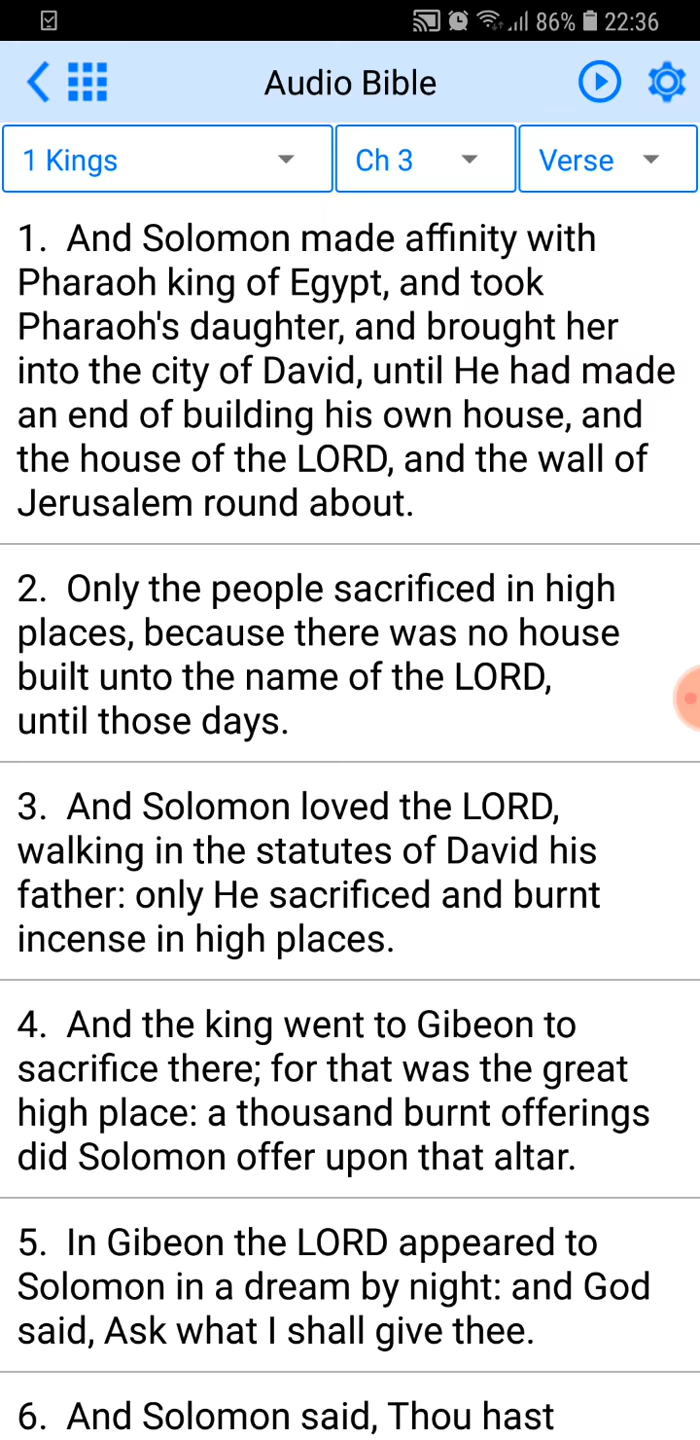 86% 22:36
Audio Bible
1 Kings Ch 3 Verse
1. And Solomon made affinity with
Pharaoh king of Egypt, and took
Pharaoh's daughter, and brought her
into the city of David, until He had made
an end of building his own house, and
the house of the LORD, and the wall of
Jerusalem round about.
2. Only the people sacrificed in high
places, because there was no house
built unto the name of the LORD,
until those days.
3. And Solomon loved the LORD,
walking in the statutes of David his
father: only He sacrificed and burnt
incense in high places.
4. And the king went to Gibeon to
sacrifice there; for that was the great
high place: a thousand burnt offerings
did Solomon offer upon that altar.
5. In Gibeon the LORD appeared to
Solomon in a dream by night: and God
said, Ask what I shall give thee.
6. And Solomon said, Thou hast